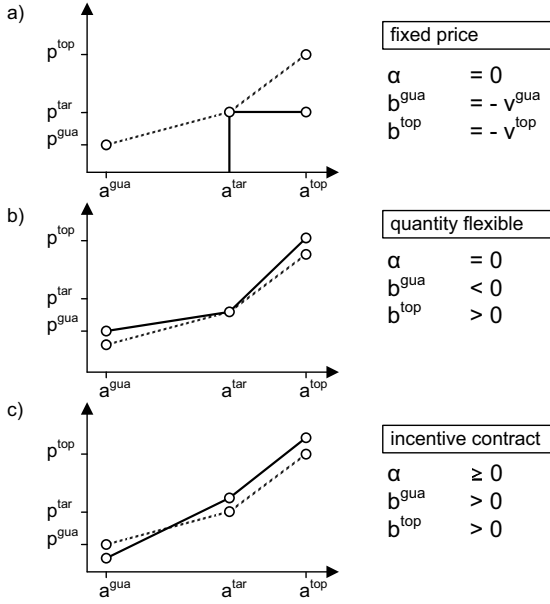 a)
p^top
p^tar
p^gua
a^gua a^tar a^top
fixed price
α = 0
b^gua = - v^gua
b^top = - v^top
b)
p^top
p^tar
p^gua
a^gua a^tar a^top
quantity flexible
α = 0
b^gua < 0
b^top > 0
c)
p^top
p^tar
p^gua
a^gua a^tar a^top
incentive contract
α ≥ 0
b^gua > 0
b^top > 0